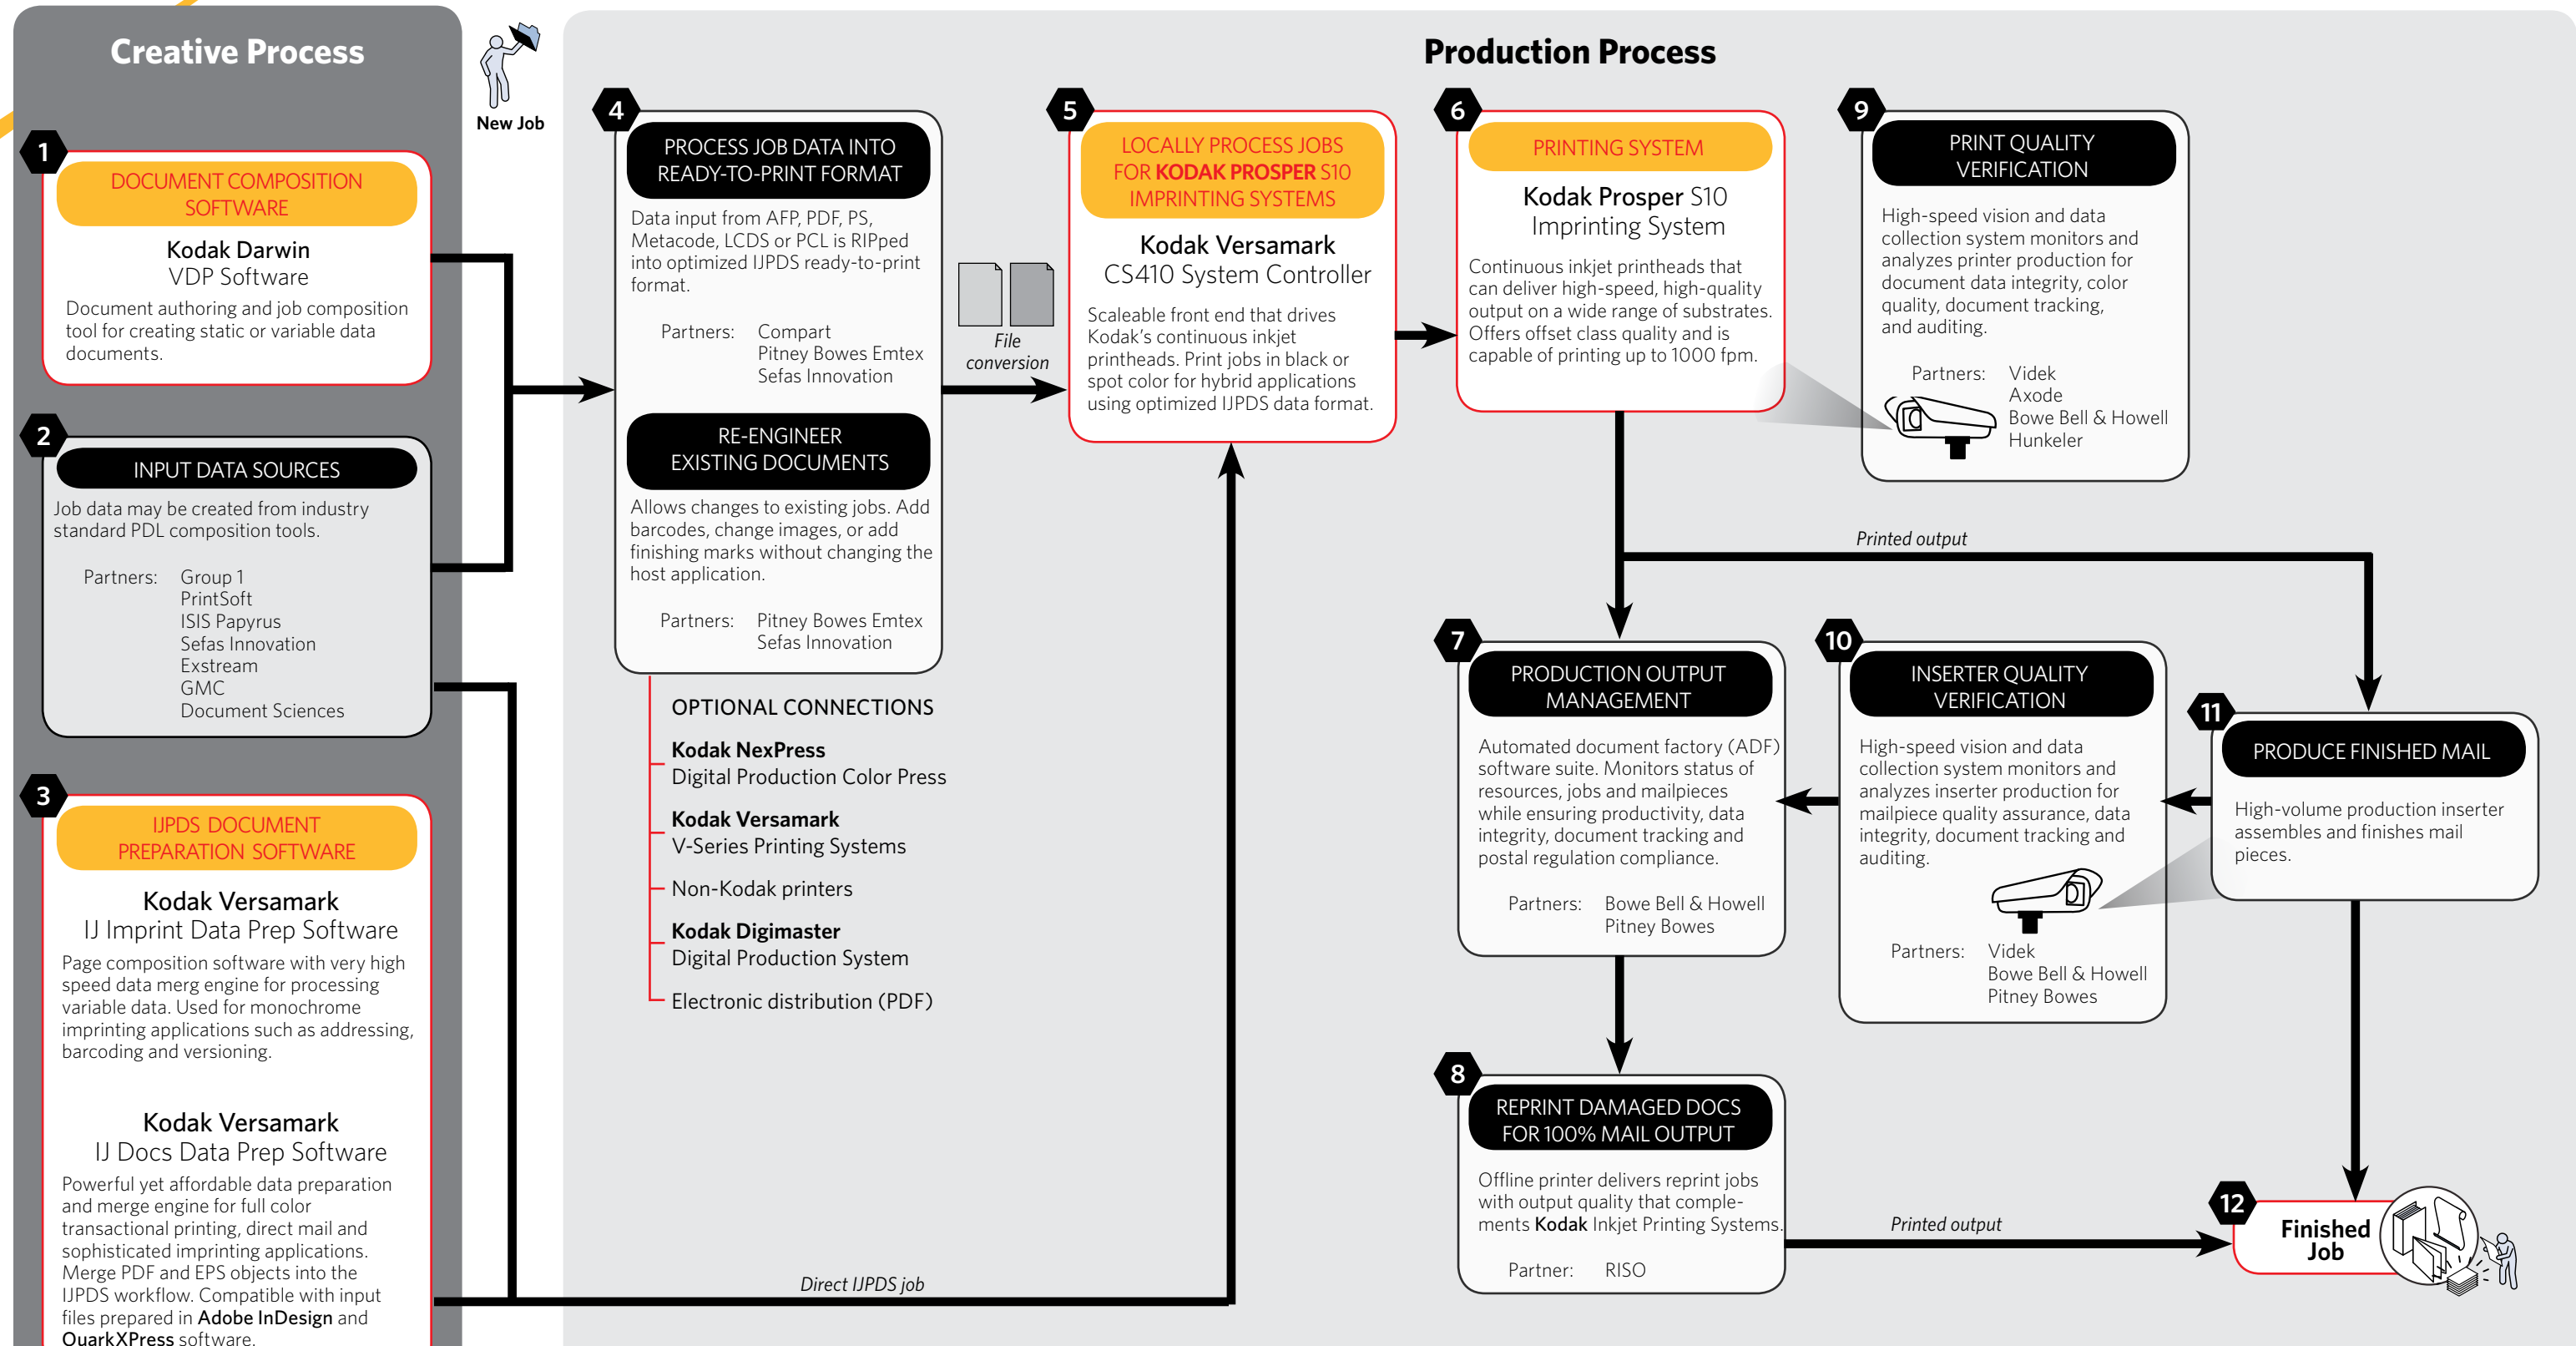 Creative Process
New Job
Production Process
1
DOCUMENT COMPOSITION
SOFTWARE
Kodak Darwin
VDP Software
Document authoring and job composition
tool for creating static or variable data
documents.
2
INPUT DATA SOURCES
Job data may be created from industry
standard PDL composition tools.
Partners: Group 1
PrintSoft
ISIS Papyrus
Sefas Innovation
Exstream
GMC
Document Sciences
3
IJPDS DOCUMENT
PREPARATION SOFTWARE
Kodak Versamark
IJ Imprint Data Prep Software
Page composition software with very high
speed data merg engine for processing
variable data. Used for monochrome
imprinting applications such as addressing,
barcoding and versioning.
Kodak Versamark
IJ Docs Data Prep Software
Powerful yet affordable data preparation
and merge engine for full color
transactional printing, direct mail and
sophisticated imprinting applications.
Merge PDF and EPS objects into the
IJPDS workflow. Compatible with input
files prepared in Adobe InDesign and
QuarkXPress software.
4
PROCESS JOB DATA INTO
READY-TO-PRINT FORMAT
Data input from AFP, PDF, PS,
Metacode, LCDS or PCL is RIPped
into optimized IJPDS ready-to-print
format.
Partners: Compart
Pitney Bowes Emtex
Sefas Innovation
RE-ENGINEER
EXISTING DOCUMENTS
Allows changes to existing jobs. Add
barcodes, change images, or add
finishing marks without changing the
host application.
Partners: Pitney Bowes Emtex
Sefas Innovation
OPTIONAL CONNECTIONS
Kodak NexPress
Digital Production Color Press
Kodak Versamark
V-Series Printing Systems
Non-Kodak printers
Kodak Digimaster
Digital Production System
Electronic distribution (PDF)
File
conversion
Direct IJPDS job
5
LOCALLY PROCESS JOBS
FOR KODAK PROSPER S10
IMPRINTING SYSTEMS
Kodak Versamark
CS410 System Controller
Scaleable front end that drives
Kodak's continuous inkjet
printheads. Print jobs in black or
spot color for hybrid applications
using optimized IJPDS data format.
6
PRINTING SYSTEM
Kodak Prosper S10
Imprinting System
Continuous inkjet printheads that
can deliver high-speed, high-quality
output on a wide range of substrates.
Offers offset class quality and is
capable of printing up to 1000 fpm.
9
PRINT QUALITY
VERIFICATION
High-speed vision and data
collection system monitors and
analyzes printer production for
document data integrity, color
quality, document tracking,
and auditing.
Partners: Videk
Axode
Bowe Bell & Howell
Hunkeler
Printed output
7
PRODUCTION OUTPUT
MANAGEMENT
Automated document factory (ADF)
software suite. Monitors status of
resources, jobs and mailpieces
while ensuring productivity, data
integrity, document tracking and
postal regulation compliance.
Partners: Bowe Bell & Howell
Pitney Bowes
10
INSERTER QUALITY
VERIFICATION
High-speed vision and data
collection system monitors and
analyzes inserter production for
mailpiece quality assurance, data
integrity, document tracking and
auditing.
Partners: Videk
Bowe Bell & Howell
Pitney Bowes
11
PRODUCE FINISHED MAIL
High-volume production inserter
assembles and finishes mail
pieces.
8
REPRINT DAMAGED DOCS
FOR 100% MAIL OUTPUT
Offline printer delivers reprint jobs
with output quality that comple-
ments Kodak Inkjet Printing Systems.
Partner: RISO
Printed output
12
Finished
Job